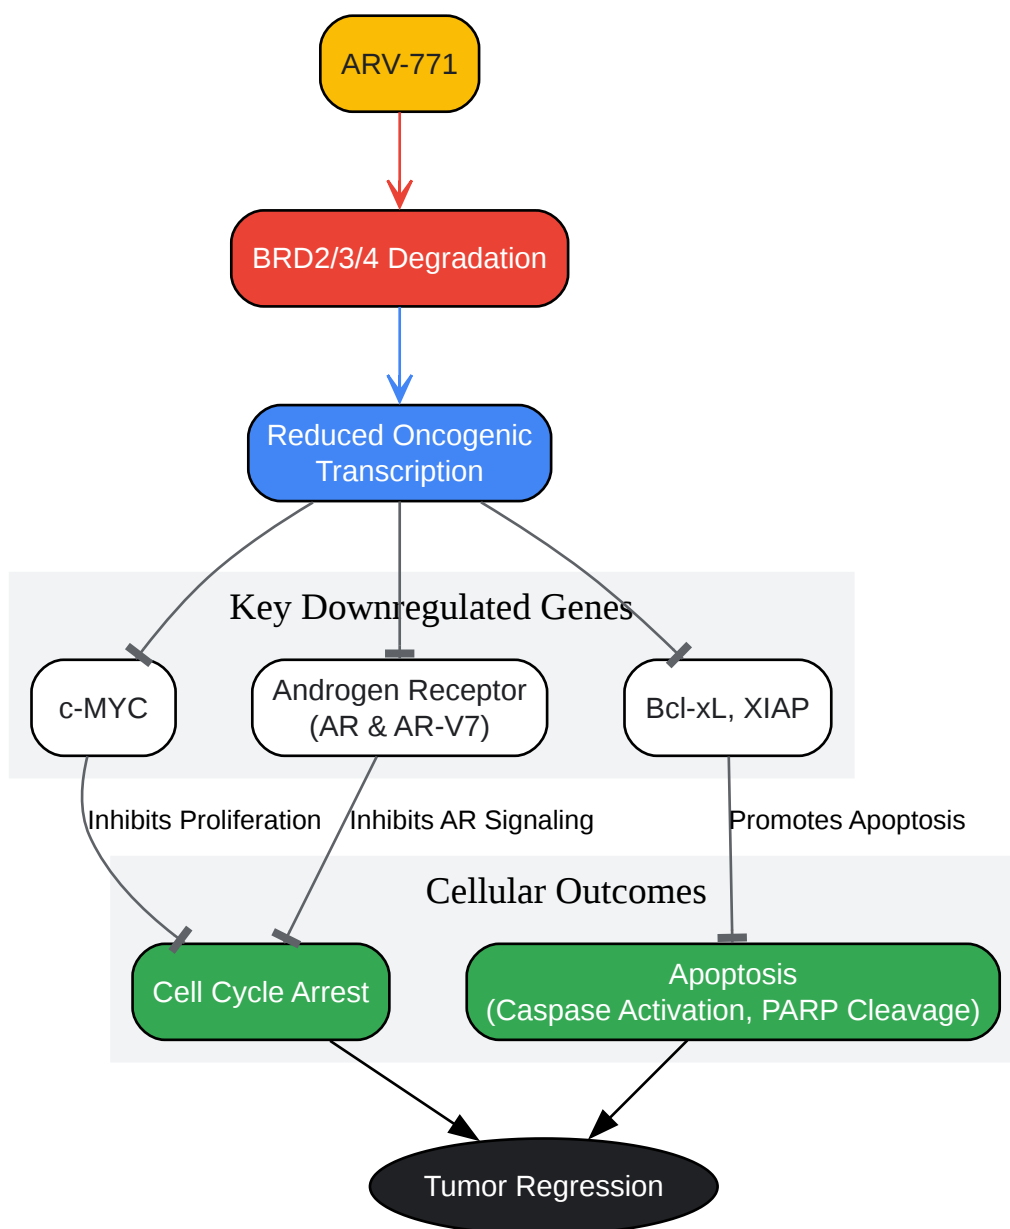 ARV-771
BRD2/3/4 Degradation
Reduced Oncogenic
Transcription
Key Downregulated Genes
c-MYC
Androgen Receptor
(AR & AR-V7)
Bcl-xL, XIAP
Inhibits Proliferation
Inhibits AR Signaling
Promotes Apoptosis
Cellular Outcomes
Cell Cycle Arrest
Apoptosis
(Caspase Activation, PARP Cleavage)
Tumor Regression